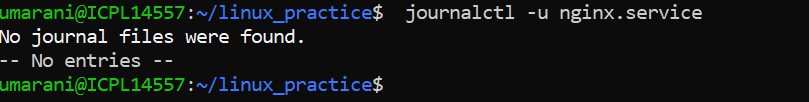 umarani@ICPL14557:~/linux_practice$  journalctl -u nginx.service
No journal files were found.
-- No entries --
umarani@ICPL14557:~/linux_practice$